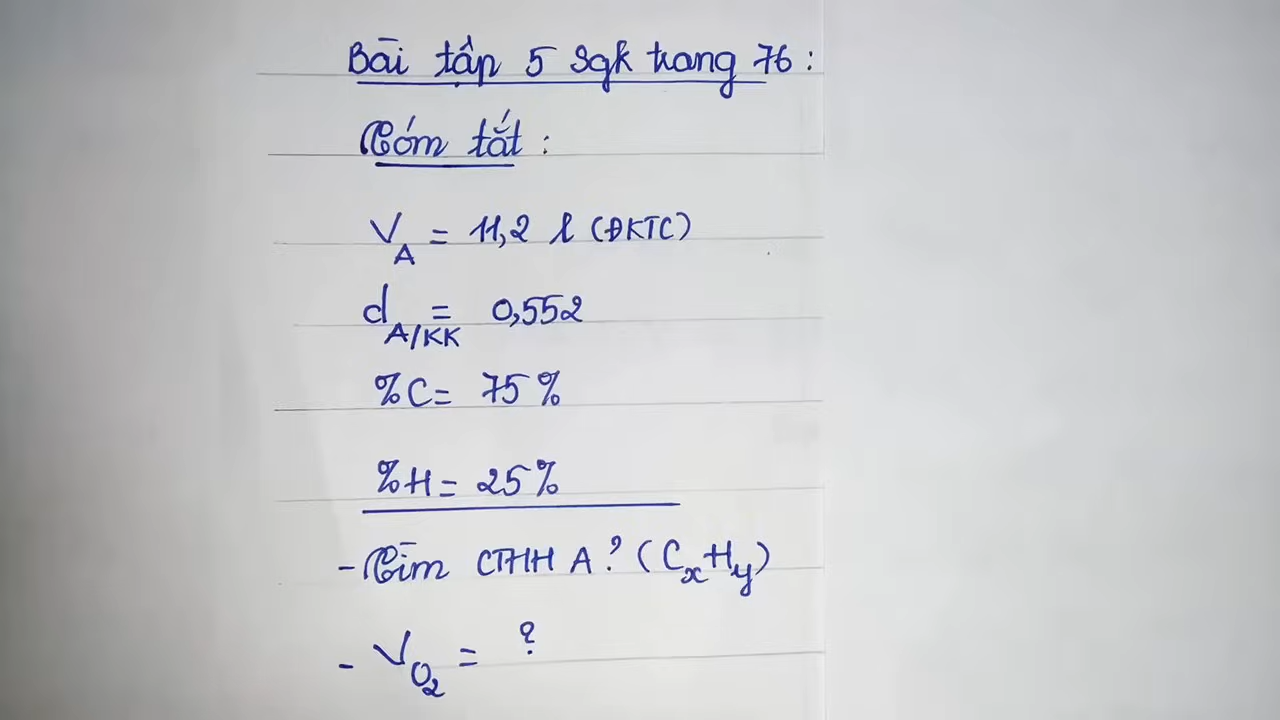 Bài tập 5 sgk trang 76 :
Tóm tắt :
V_A = 11,2 l (ĐKTC)
d_A/KK = 0,552
%C = 75 %
%H = 25 %
- Tìm CTHH A ? (C_xH_y)
- V_O_2 = ?